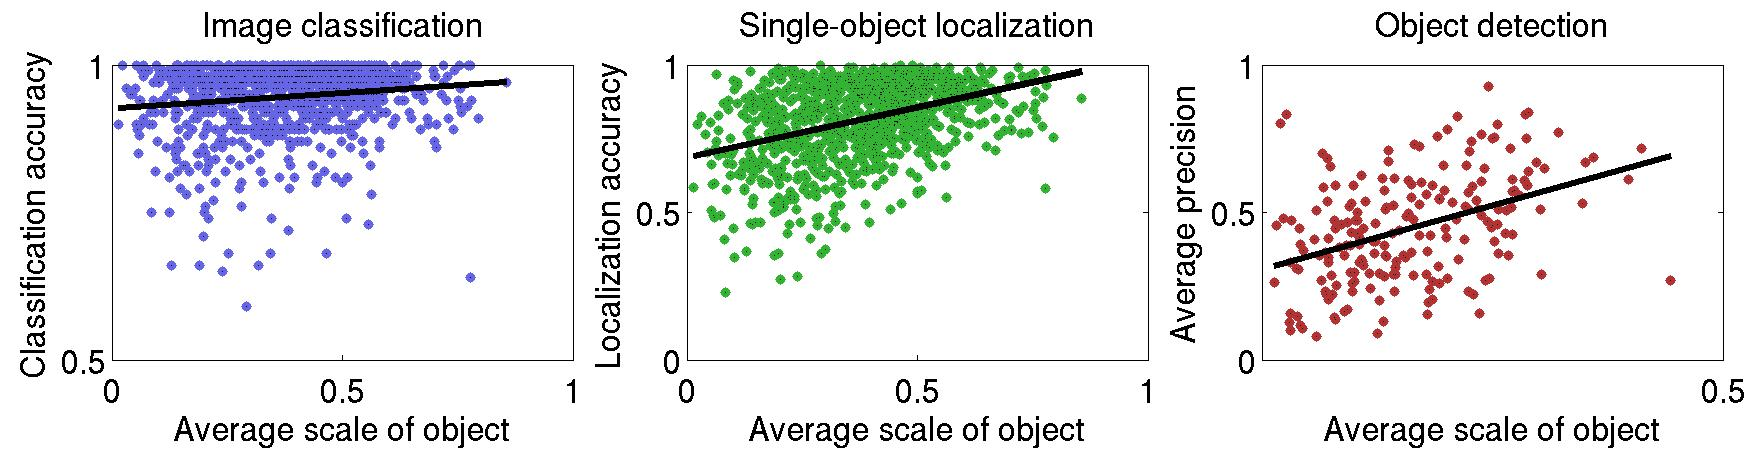 Image classification
Classification accuracy
1
0.5
0
0.5
1
Average scale of object
Single-object localization
Localization accuracy
1
0.5
0
0
0.5
1
Average scale of object
Object detection
Average precision
1
0.5
0
0.5
Average scale of object